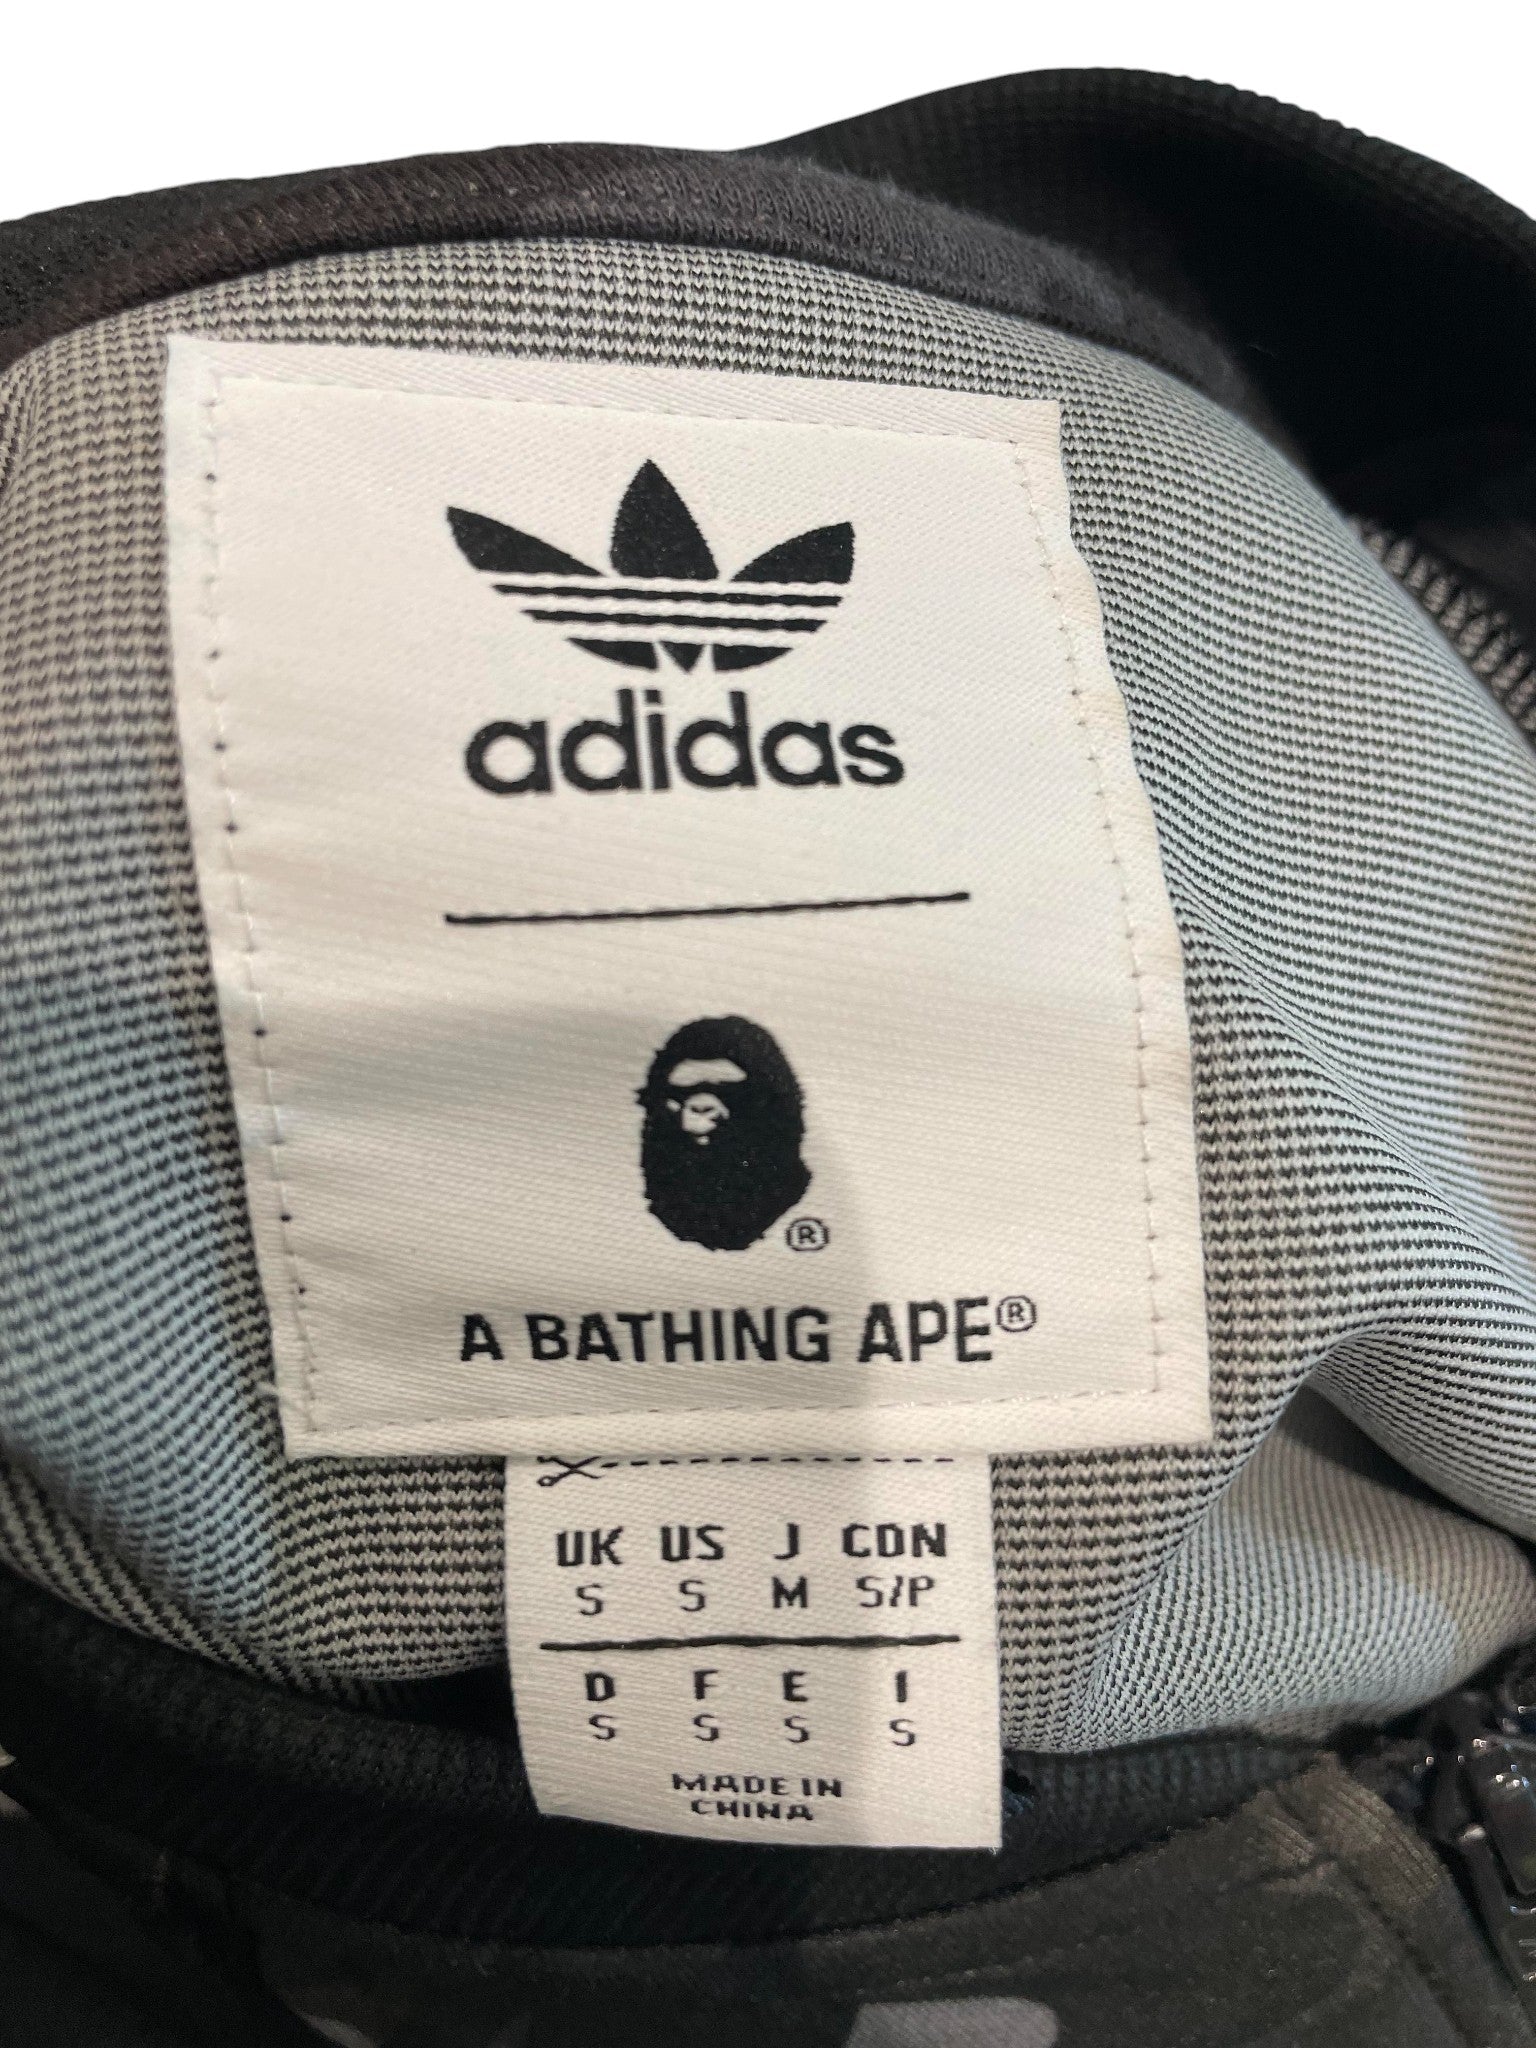 adidas
®
A BATHING APE®
UK US J CDN
S S M S/P
D F E I
S S S S
MADE IN
CHINA